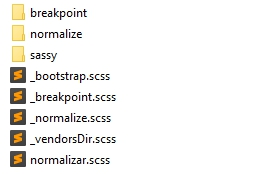 breakpoint
normalize
sassy
_bootstrap.scss
_breakpoint.scss
_normalize.scss
_vendorsDir.scss
normalizar.scss